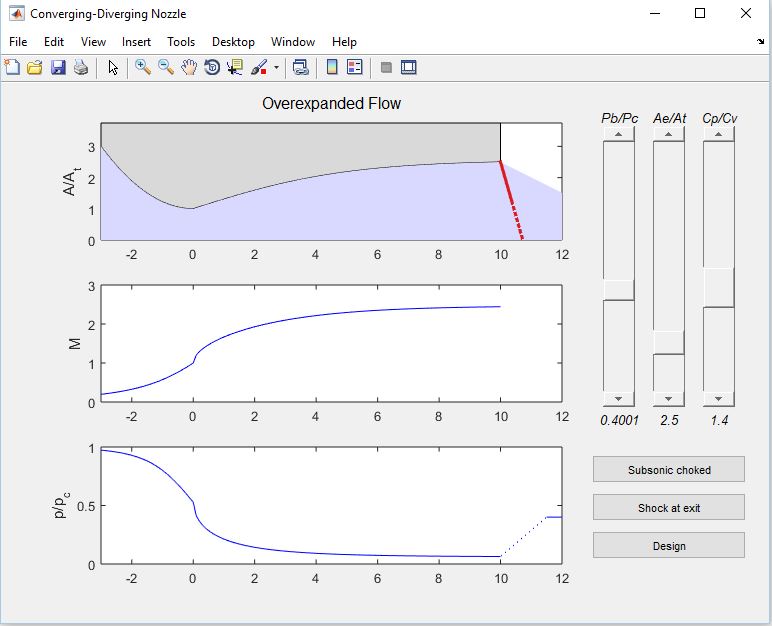 Converging-Diverging Nozzle
File Edit View Insert Tools Desktop Window Help
Overexpanded Flow
A/At
3
2
1
0
-2 0 2 4 6 8 10 12
M
3
2
1
0
-2 0 2 4 6 8 10 12
p/pc
1
0.5
0
-2 0 2 4 6 8 10 12
Pb/Pc Ae/At Cp/Cv
0.4001 2.5 1.4
Subsonic choked
Shock at exit
Design